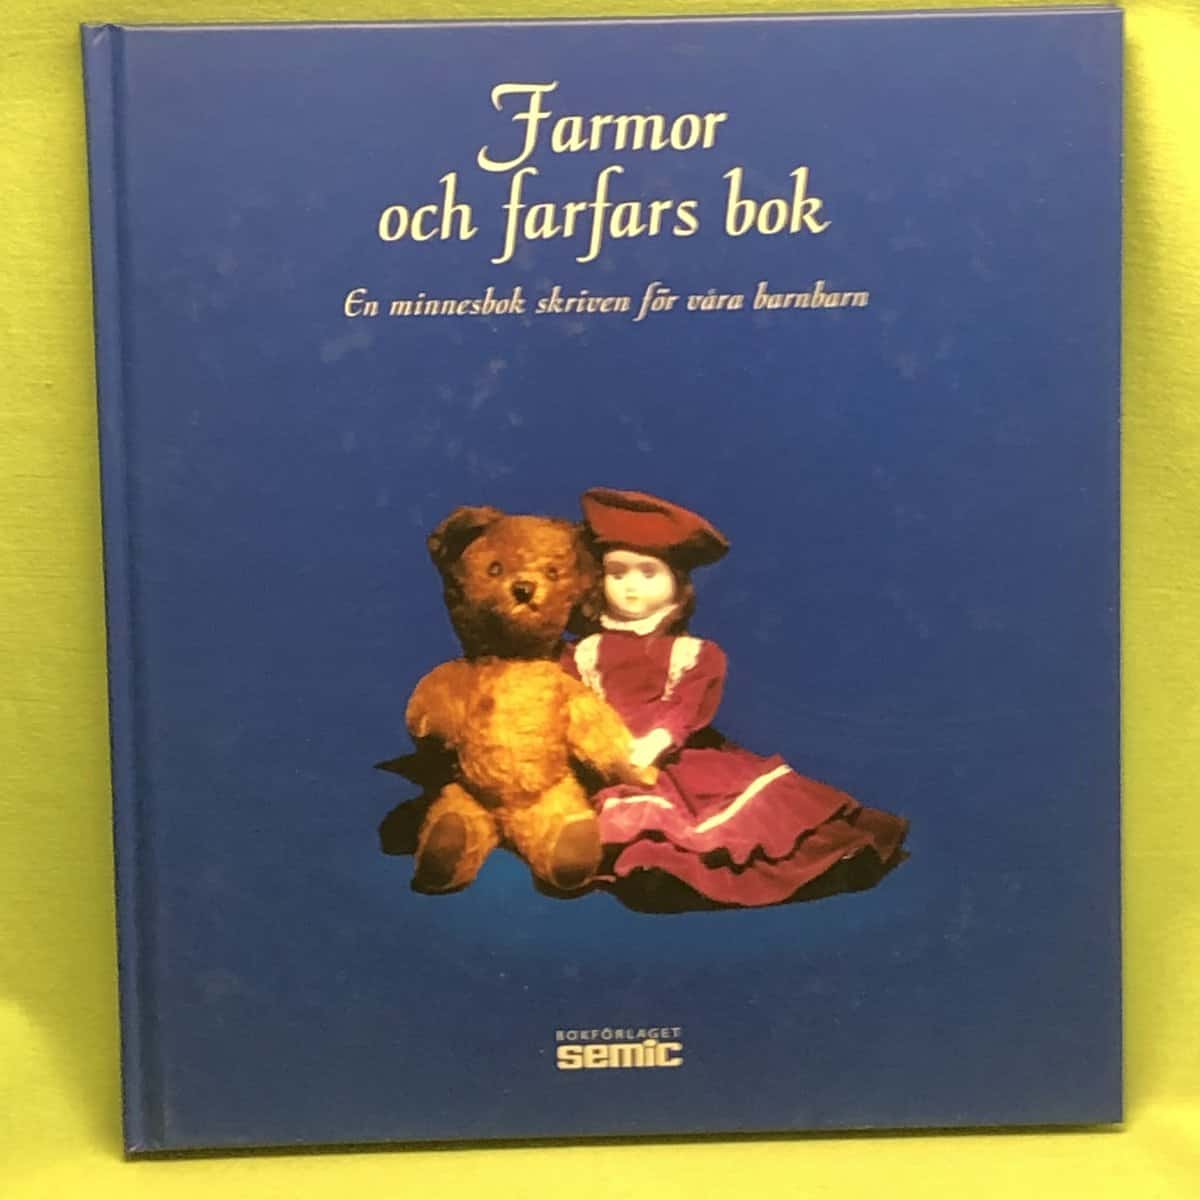 Farmor
och farfars bok
En minnesbok skriven för våra barnbarn
BOKFÖRLAGET
semic